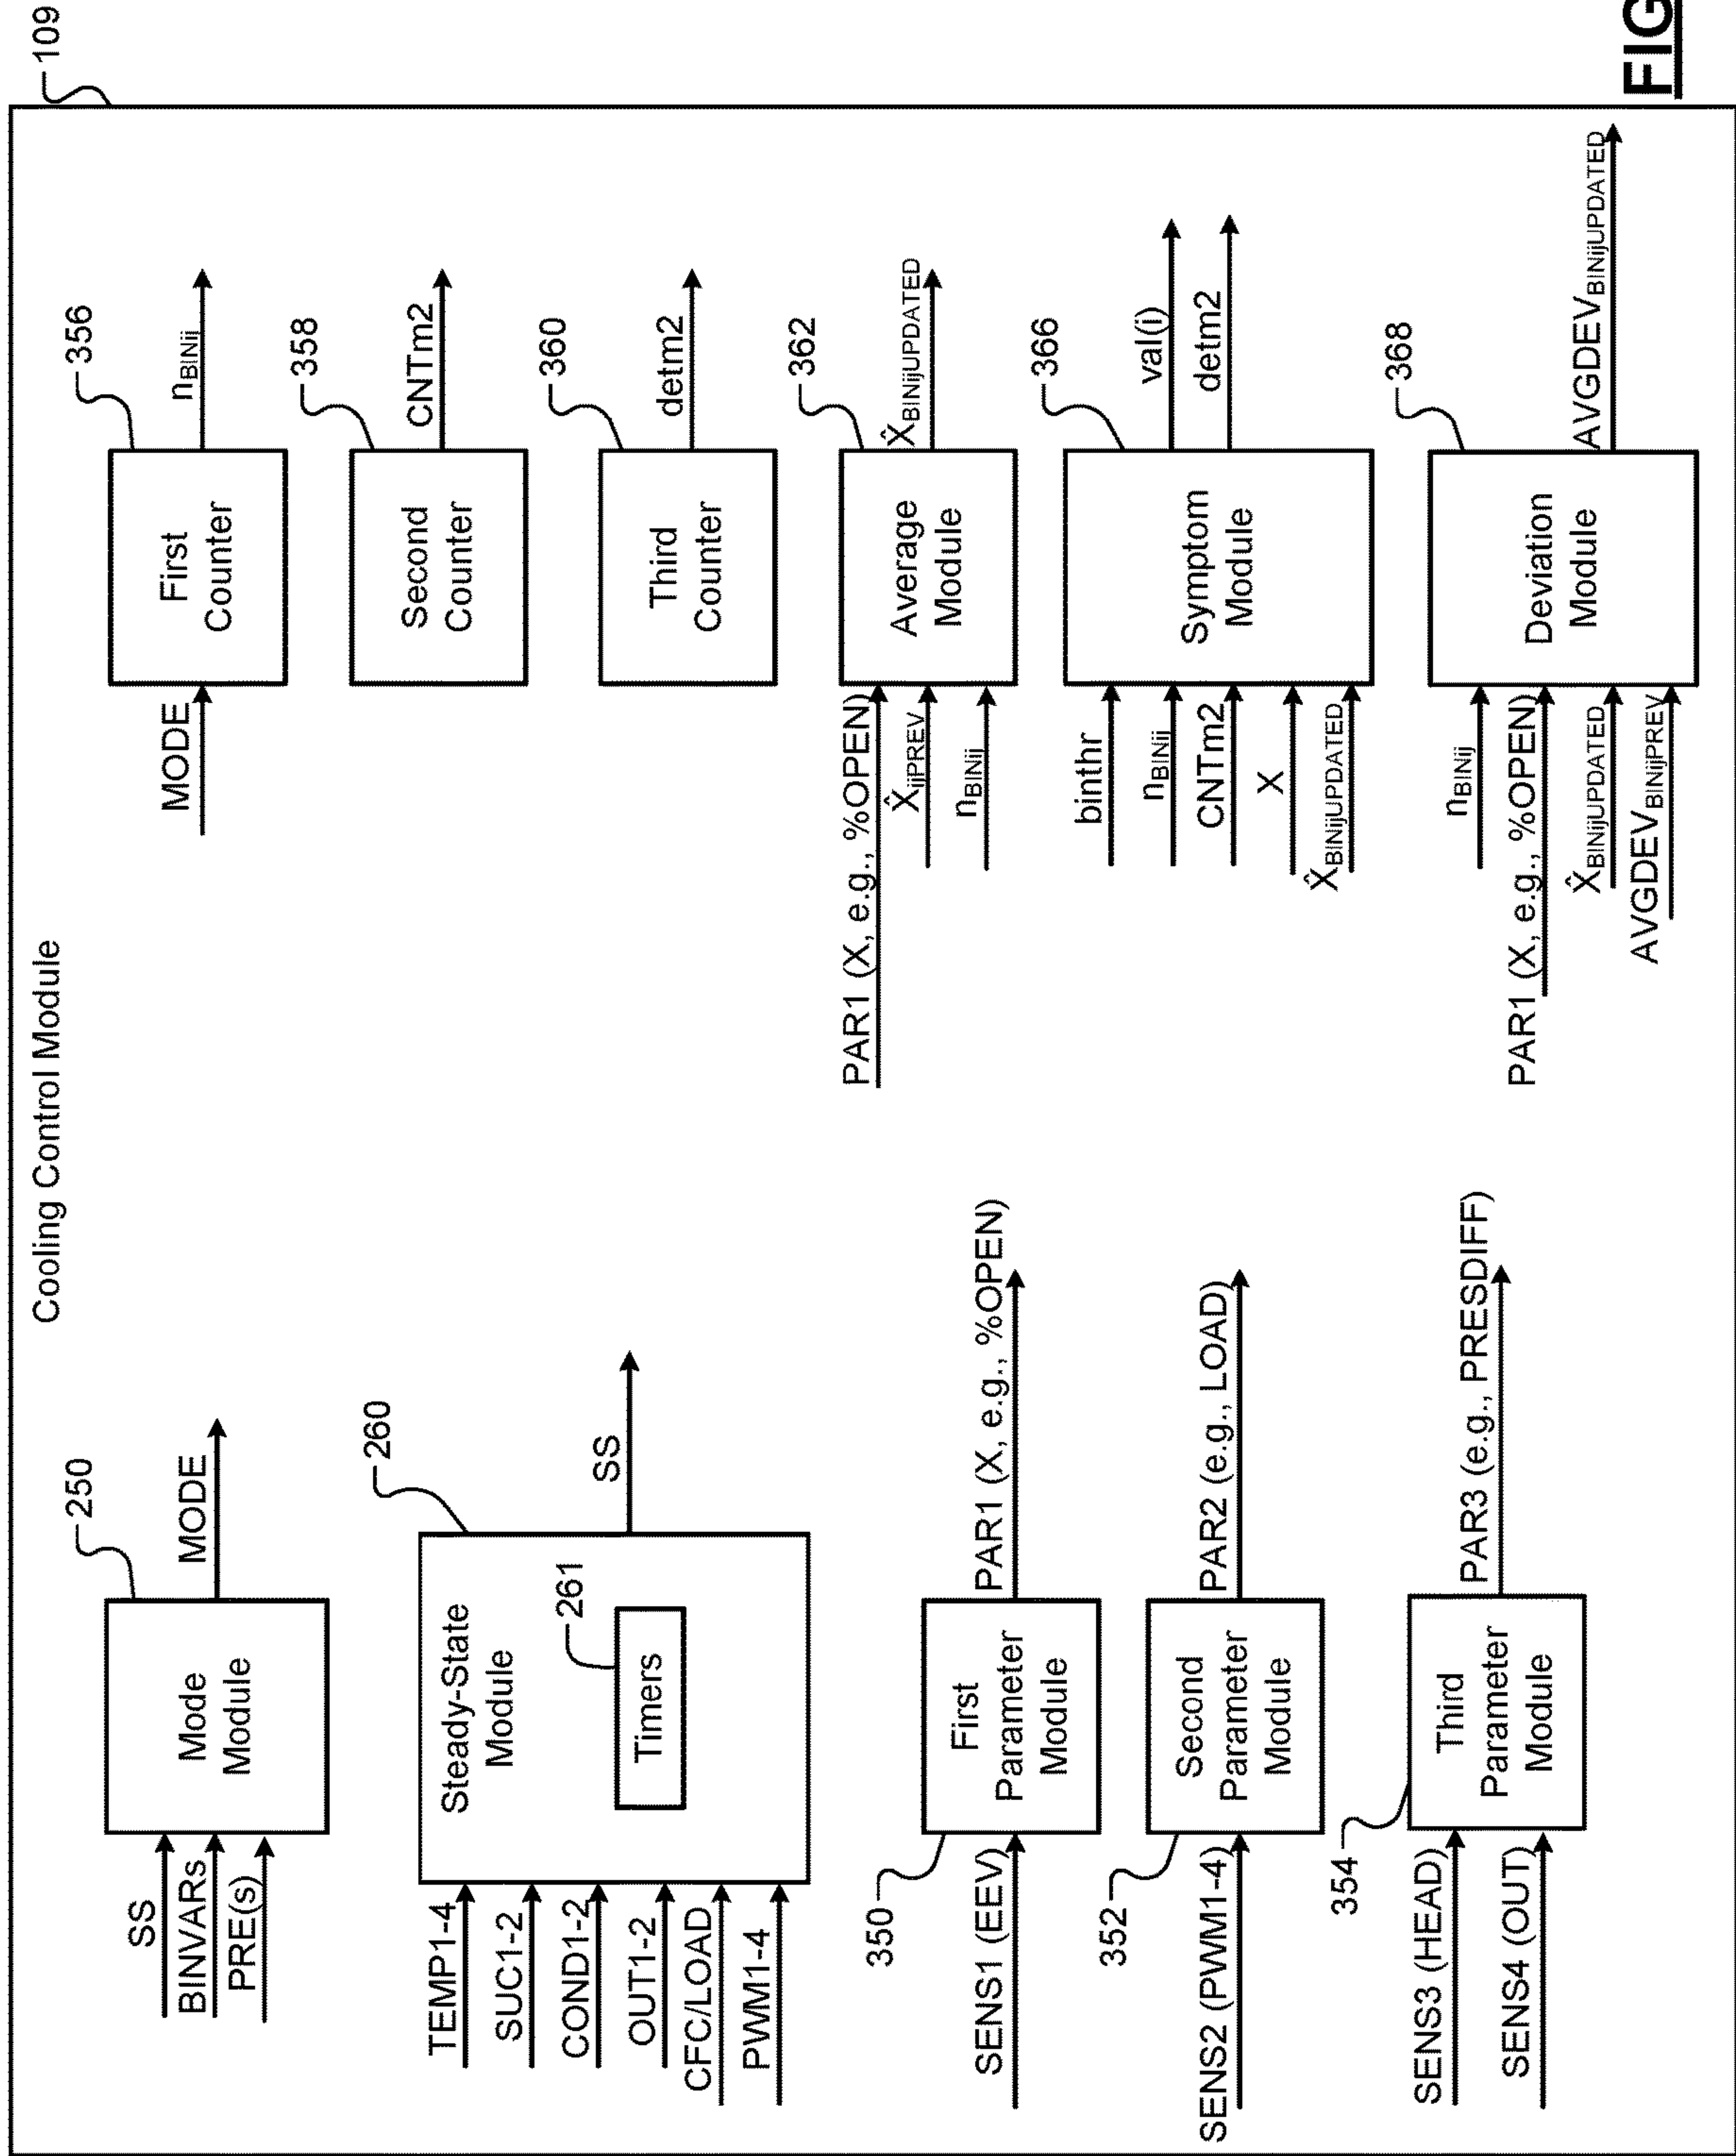 Cooling Control Module
109
SS
BINVARs
PRE(s)
Mode
Module
250
MODE
TEMP1-4
SUC1-2
COND1-2
OUT1-2
CFC/LOAD
PWM1-4
Steady-State
Module
Timers
261
260
SS
SENS1 (EEV)
350
First
Parameter
Module
PAR1 (X, e.g., %OPEN)
SENS2 (PWM1-4)
352
Second
Parameter
Module
PAR2 (e.g., LOAD)
SENS3 (HEAD)
SENS4 (OUT)
354
Third
Parameter
Module
PAR3 (e.g., PRESDIFF)
MODE
First
Counter
356
nBINij
Second
Counter
358
CNTm2
Third
Counter
360
detm2
PAR1 (X, e.g., %OPEN)
X̂ijPREV
nBINij
Average
Module
362
X̂BINijUPDATED
binthr
nBINij
CNTm2
X
X̂BINijUPDATED
Symptom
Module
366
val(i)
detm2
nBINij
PAR1 (X, e.g., %OPEN)
X̂BINijUPDATED
AVGDEVBINijPREV
Deviation
Module
368
AVGDEVBINijUPDATED
FIG